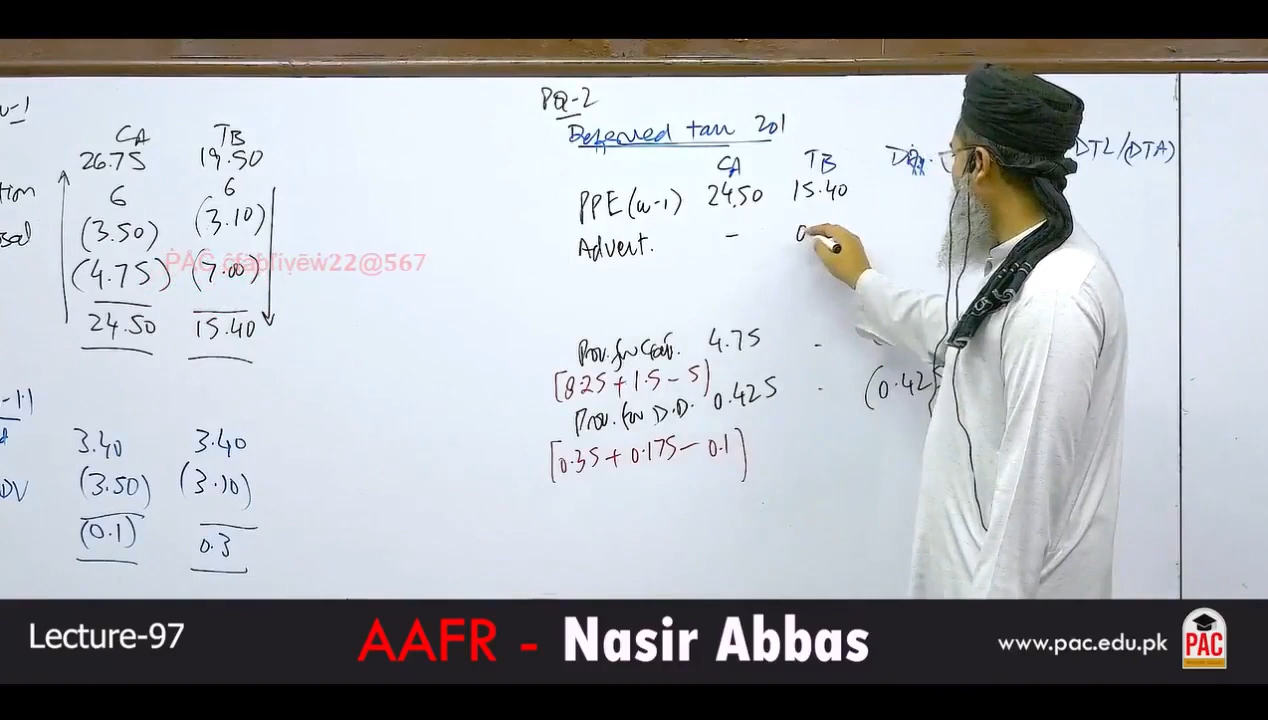 w-1
CA TB
26.75 19.50
6 6
(3.50) (3.10)
(4.75) (7.00)
24.50 15.40
3.40 3.40
(3.50) (3.10)
(0.1) 0.3
PQ-2
Deferred tax 201
CA TB DTL/(DTA)
PPE (w-1) 24.50 15.40
Advert. -
Prov. for 4.75 -
[8.25 + 1.5 - 5]
Prov. for D.D. 0.425 - (0.425
[0.35 + 0.175 - 0.1]
Lecture-97
AAFR - Nasir Abbas
www.pac.edu.pk
PAC